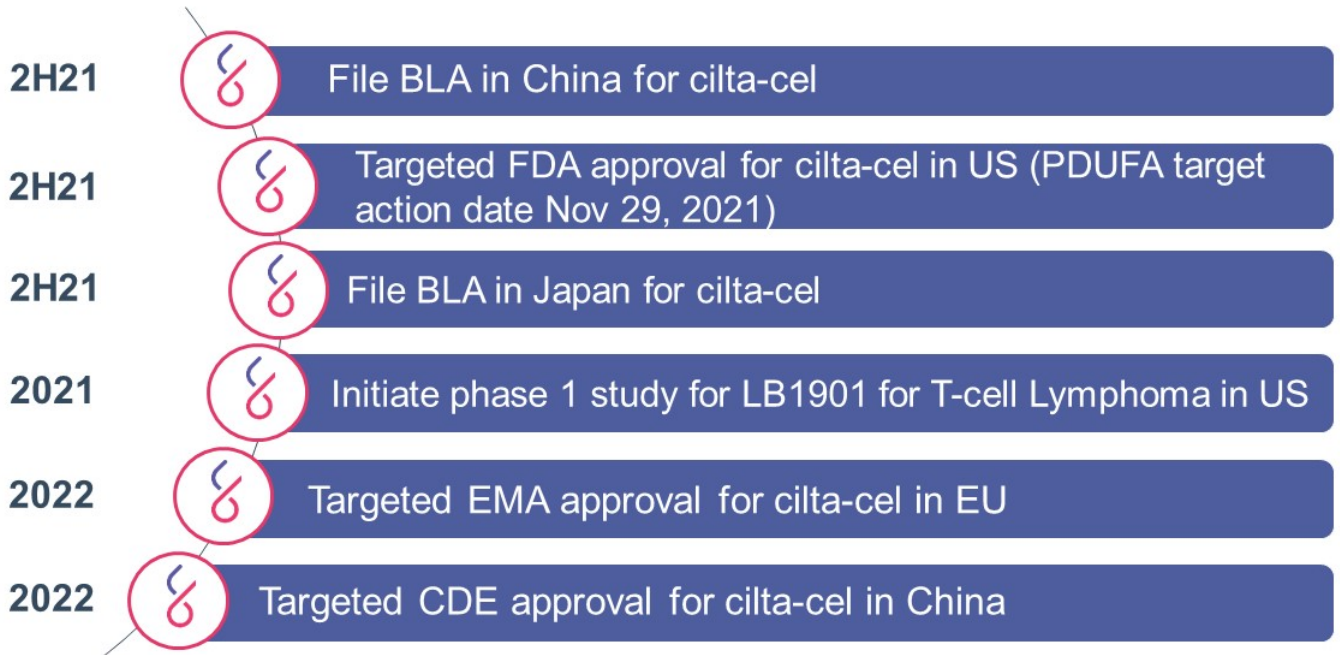 2H21
File BLA in China for cilta-cel
2H21
Targeted FDA approval for cilta-cel in US (PDUFA target
action date Nov 29, 2021)
2H21
File BLA in Japan for cilta-cel
2021
Initiate phase 1 study for LB1901 for T-cell Lymphoma in US
2022
Targeted EMA approval for cilta-cel in EU
2022
Targeted CDE approval for cilta-cel in China